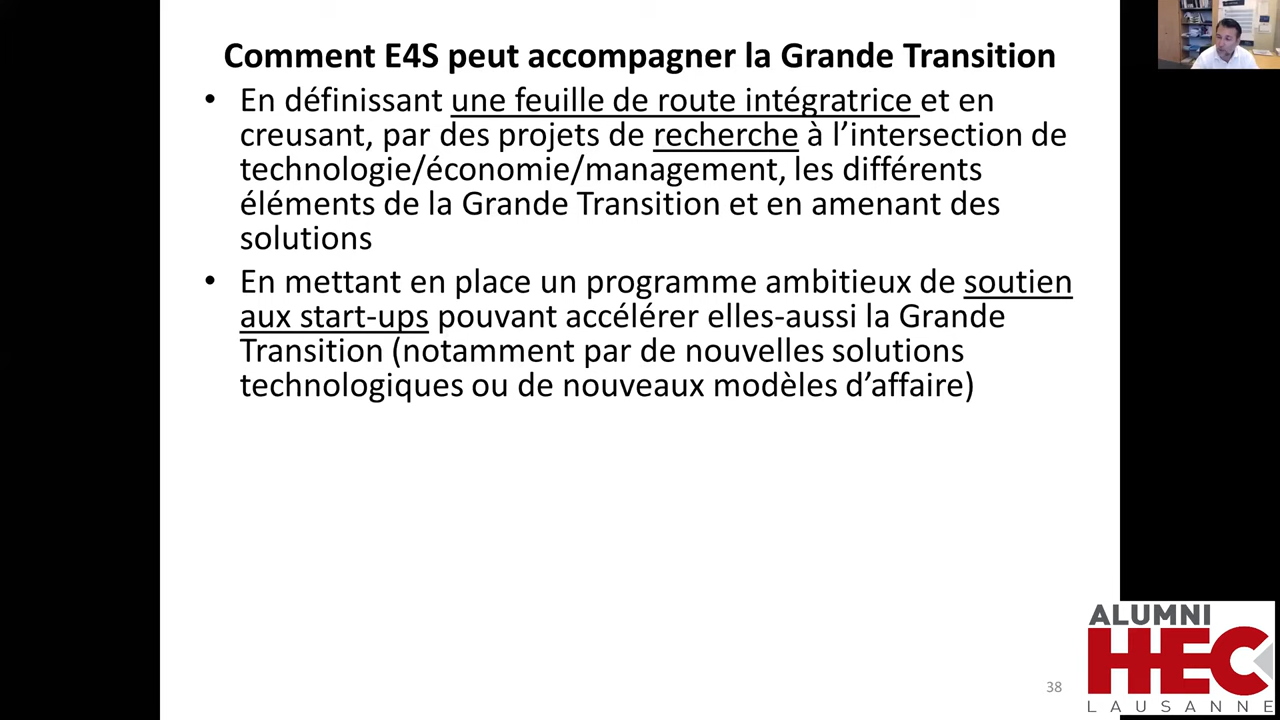 Comment E4S peut accompagner la Grande Transition
• En définissant une feuille de route intégratrice et en
creusant, par des projets de recherche à l’intersection de
technologie/économie/management, les différents
éléments de la Grande Transition et en amenant des
solutions
• En mettant en place un programme ambitieux de soutien
aux start-ups pouvant accélérer elles-aussi la Grande
Transition (notamment par de nouvelles solutions
technologiques ou de nouveaux modèles d’affaire)
38
ALUMNI
HEC
LAUSANNE